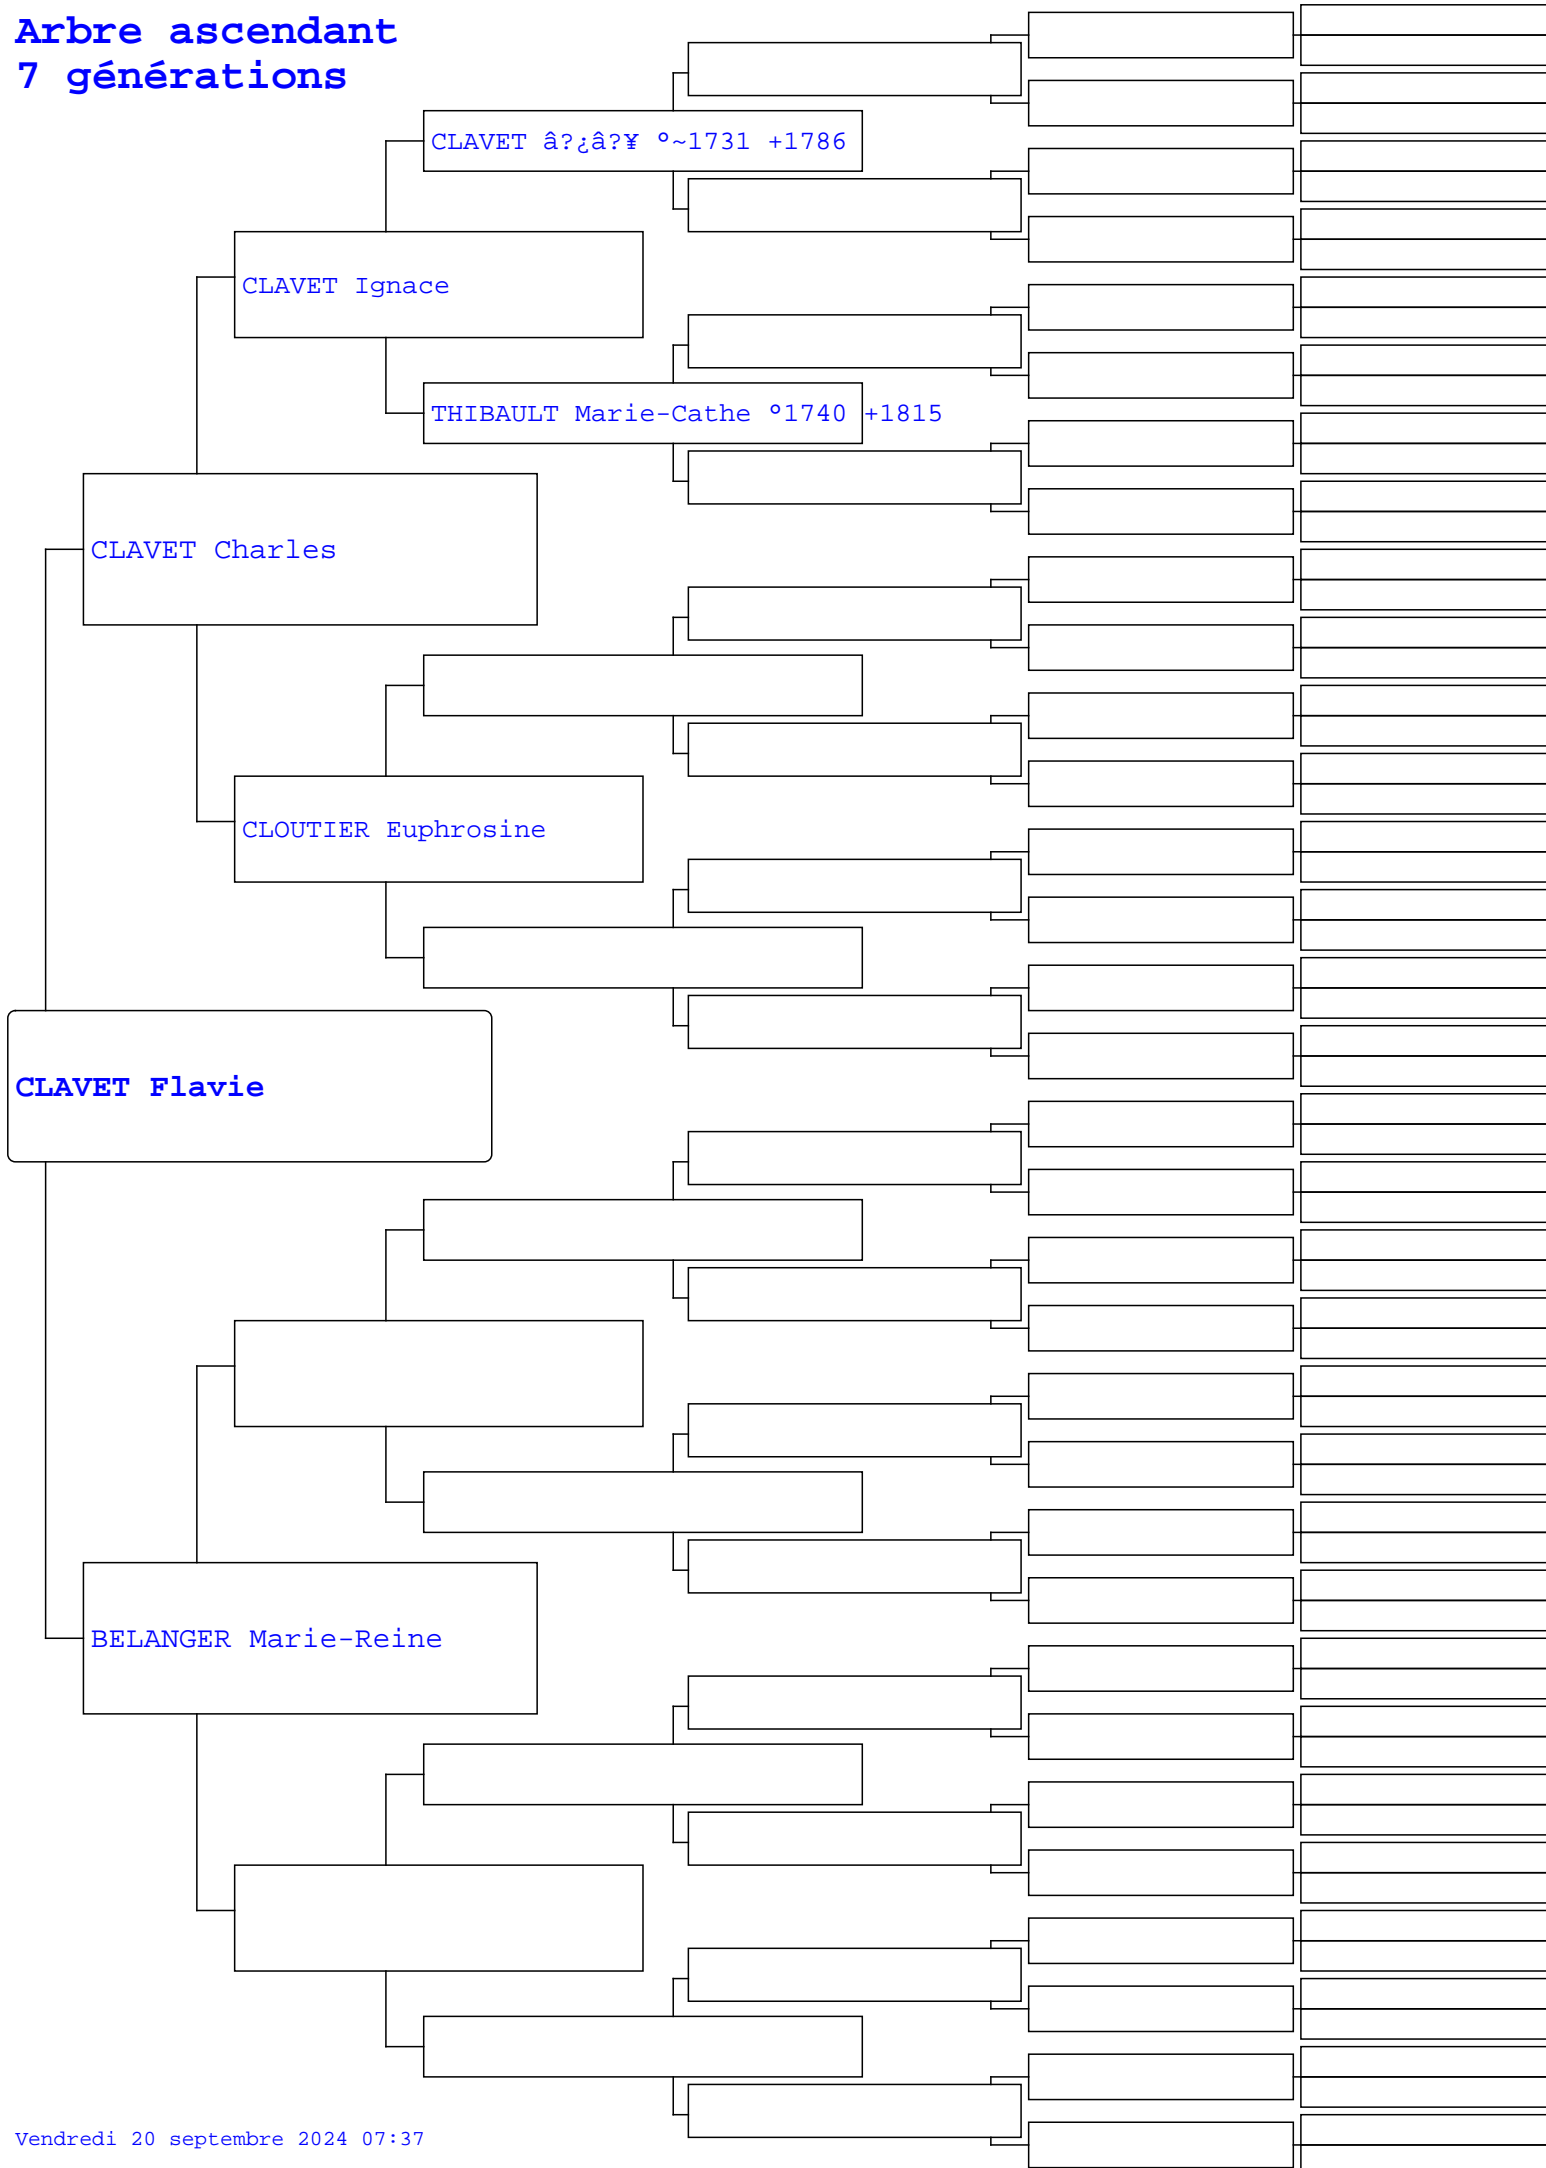 Arbre ascendant
7 générations
CLAVET â?¿â?¥ °~1731 +1786
CLAVET Ignace
THIBAULT Marie-Cathe °1740 +1815
CLAVET Charles
CLOUTIER Euphrosine
CLAVET Flavie
BELANGER Marie-Reine
Vendredi 20 septembre 2024 07:37